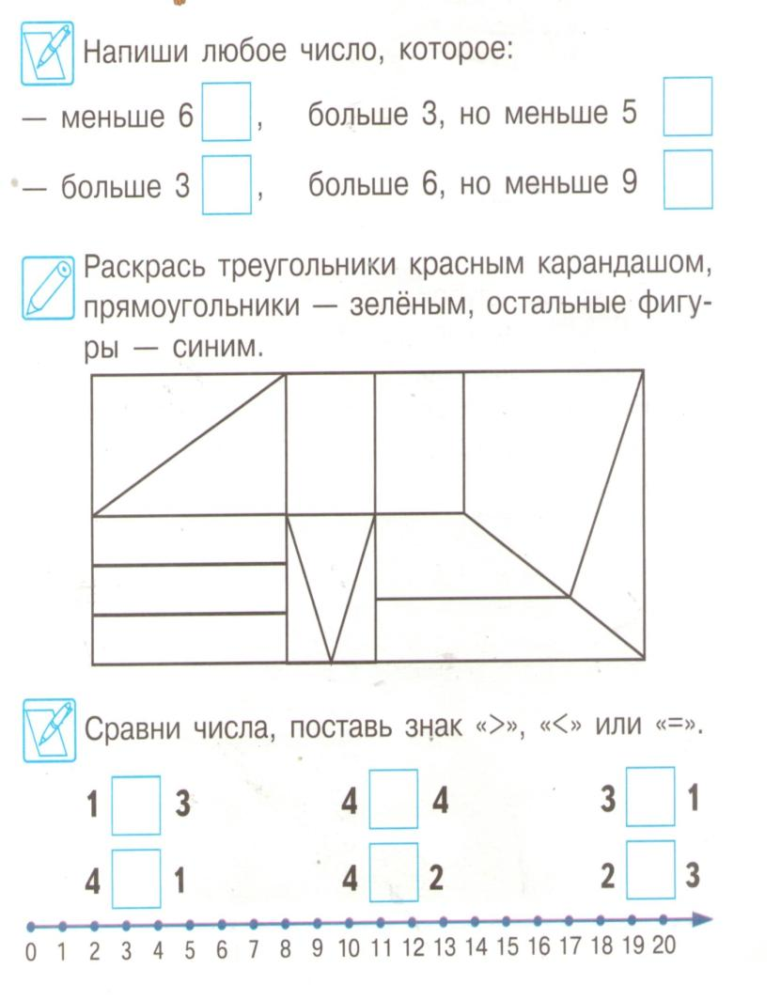 Напиши любое число, которое:
— меньше 6 , больше 3, но меньше 5
— больше 3 , больше 6, но меньше 9
Раскрась треугольники красным карандашом,
прямоугольники — зелёным, остальные фигу-
ры — синим.
Сравни числа, поставь знак «>», «<» или «=».
1 3 4 4 3 1
4 1 4 2 2 3
0 1 2 3 4 5 6 7 8 9 10 11 12 13 14 15 16 17 18 19 20